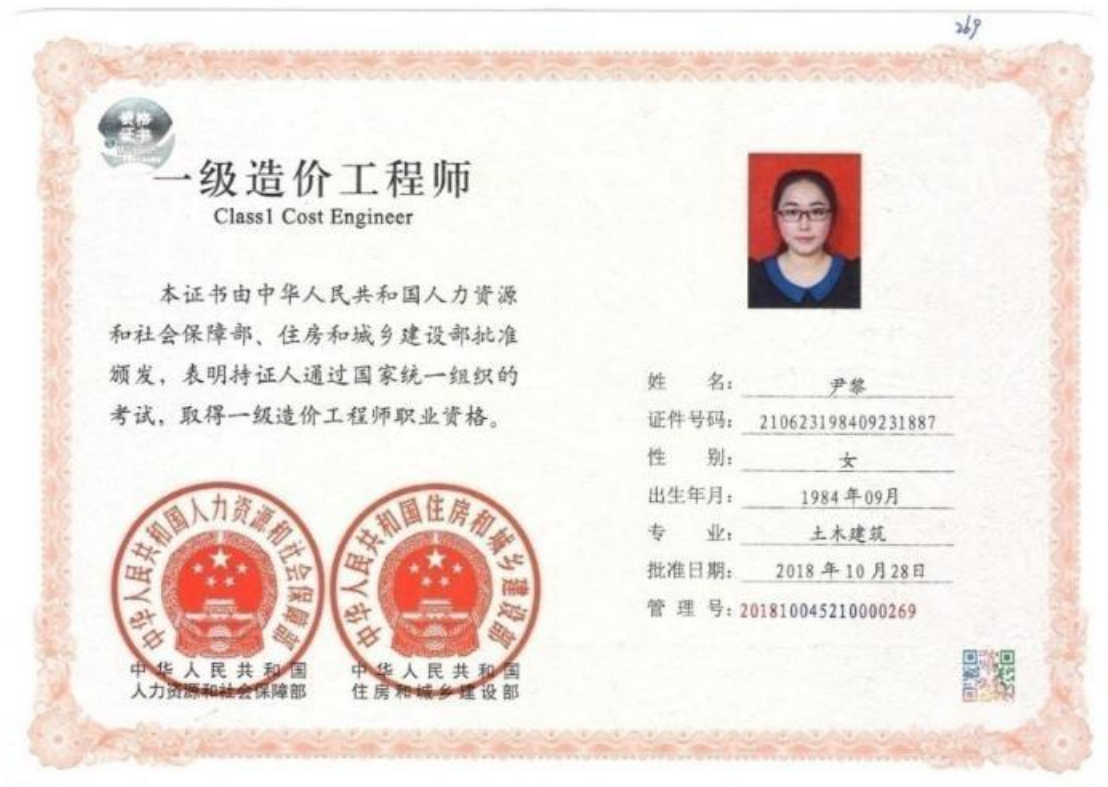 269
资格
证书
一级造价工程师
Class1 Cost Engineer
本证书由中华人民共和国人力资源
和社会保障部、住房和城乡建设部批准
颁发，表明持证人通过国家统一组织的
考试，取得一级造价工程师职业资格。
中华人民共和国人力资源和社会保障部
中华人民共和国住房和城乡建设部
中华人民共和国
人力资源和社会保障部
中华人民共和国
住房和城乡建设部
姓 名： 尹黎
证件号码： 210623198409231887
性 别： 女
出生年月： 1984年09月
专 业： 土木建筑
批准日期： 2018年10月28日
管 理 号： 201810045210000269